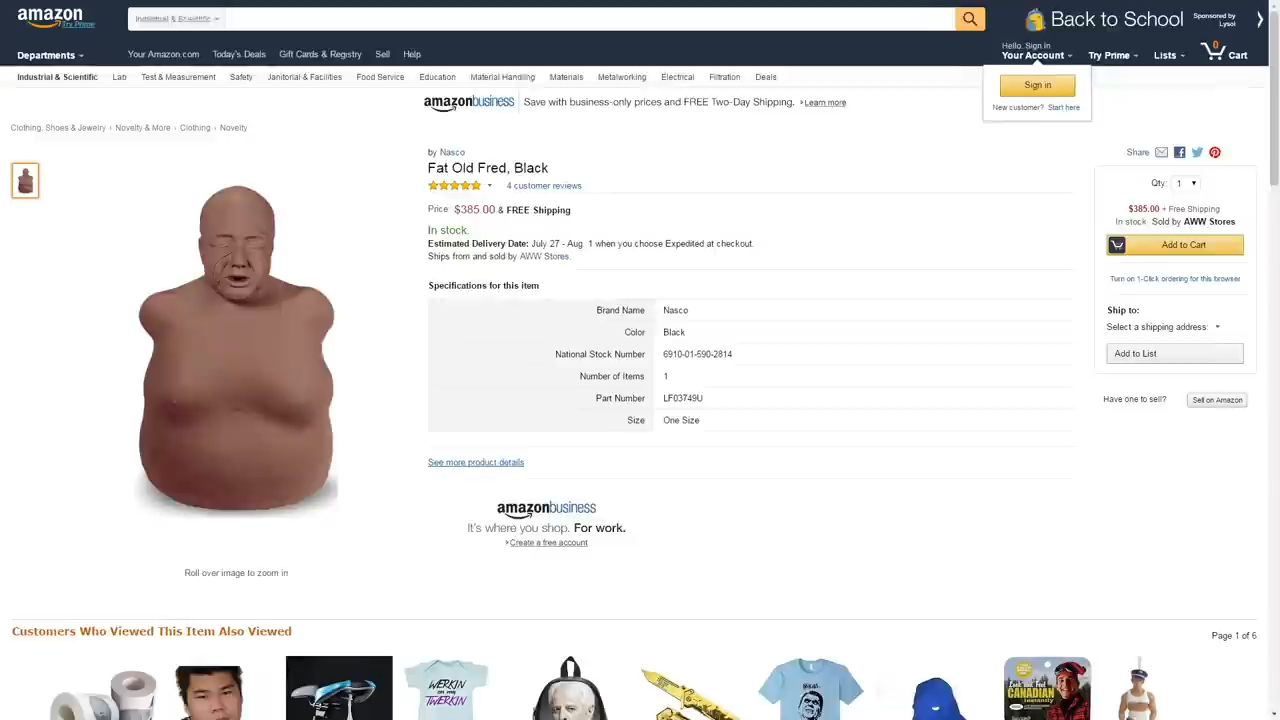 amazon
Try Prime
Industrial & Scientific
Back to School
Sponsored by
Lysol
Departments
Your Amazon.com
Today's Deals
Gift Cards & Registry
Sell
Help
Hello. Sign in
Your Account
Try Prime
Lists
0
Cart
Industrial & Scientific
Lab
Test & Measurement
Safety
Janitorial & Facilities
Food Service
Education
Material Handling
Materials
Metalworking
Electrical
Filtration
Deals
Sign in
New customer? Start here
amazonbusiness
Save with business-only prices and FREE Two-Day Shipping. › Learn more
Clothing, Shoes & Jewelry › Novelty & More › Clothing › Novelty
by Nasco
Fat Old Fred, Black
4 customer reviews
Price: $385.00 & FREE Shipping
In stock.
Estimated Delivery Date: July 27 - Aug. 1 when you choose Expedited at checkout.
Ships from and sold by AWW Stores.
Specifications for this item
Brand Name Nasco
Color Black
National Stock Number 6910-01-590-2814
Number of Items 1
Part Number LF03749U
Size One Size
See more product details
amazonbusiness
It's where you shop. For work.
› Create a free account
Roll over image to zoom in
Share
Qty: 1
$385.00 + Free Shipping
In stock. Sold by AWW Stores
Add to Cart
Turn on 1-Click ordering for this browser
Ship to:
Select a shipping address:
Add to List
Have one to sell?
Sell on Amazon
Customers Who Viewed This Item Also Viewed
Page 1 of 6
WERKIN
on my
TWERKIN
Look and Feel
CANADIAN
Instantly